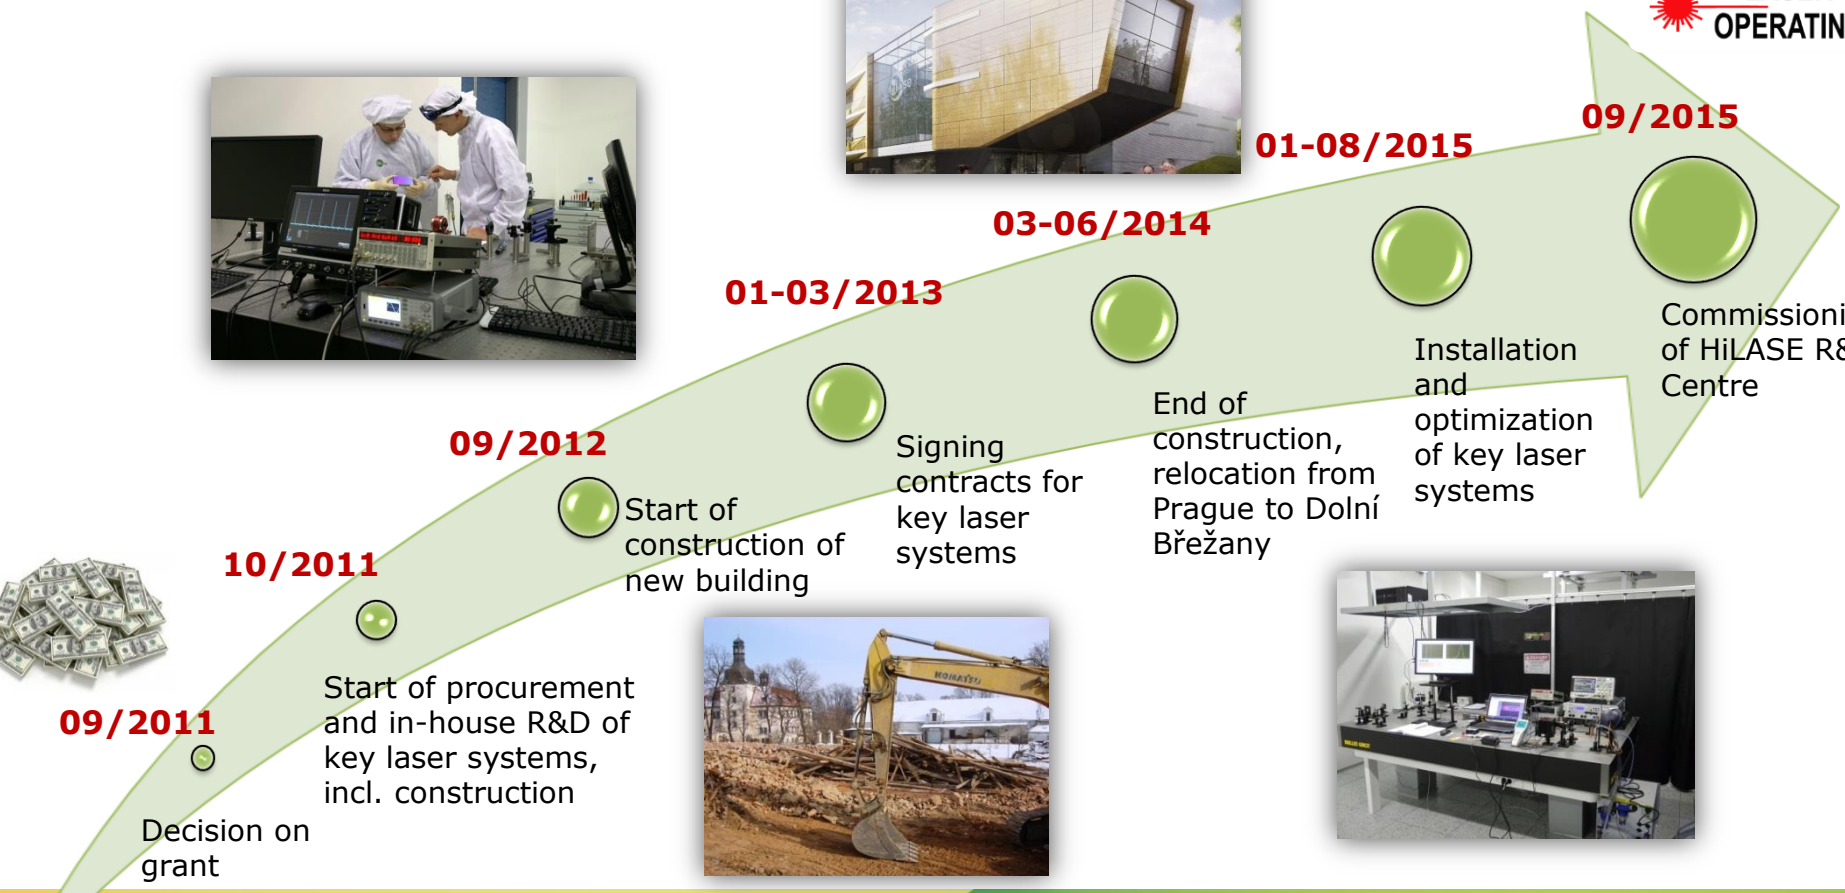 OPERATIN
09/2015
01-08/2015
03-06/2014
01-03/2013
09/2012
10/2011
09/2011
Commissioni
of HiLASE R&
Centre
Installation
and
optimization
of key laser
systems
End of
construction,
relocation from
Prague to Dolní
Břežany
Signing
contracts for
key laser
systems
Start of
construction of
new building
Start of procurement
and in-house R&D of
key laser systems,
incl. construction
Decision on
grant
KOMATSU